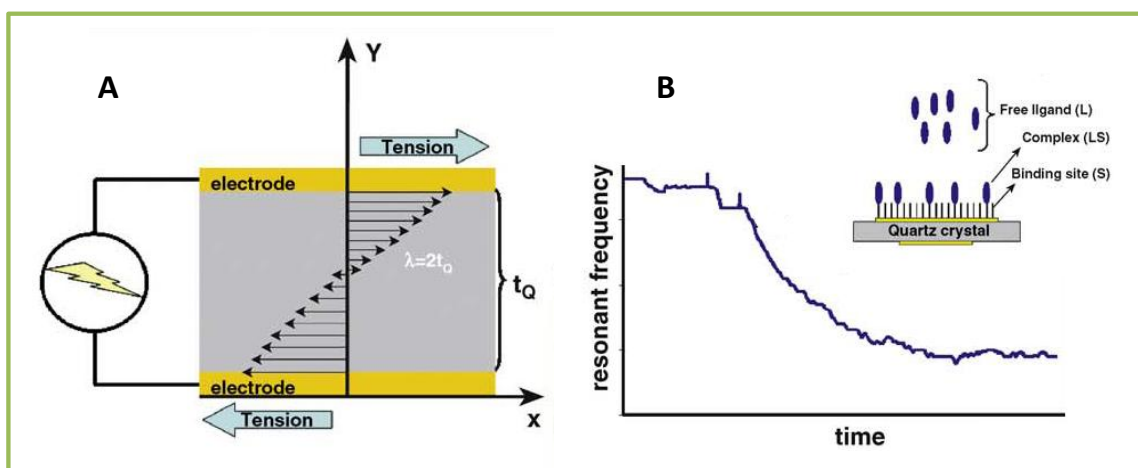 A
Y
Tension
electrode
λ=2tQ
tQ
electrode
Tension
x
B
Free ligand (L)
Complex (LS)
Binding site (S)
Quartz crystal
resonant frequency
time